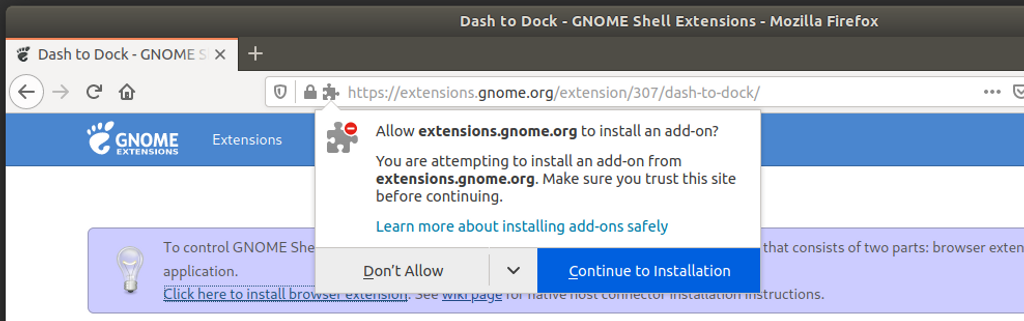 Dash to Dock - GNOME Shell Extensions - Mozilla Firefox
Dash to Dock - GNOME S
https://extensions.gnome.org/extension/307/dash-to-dock/
GNOME
EXTENSIONS
Extensions
Allow extensions.gnome.org to install an add-on?
You are attempting to install an add-on from
extensions.gnome.org. Make sure you trust this site
before continuing.
Learn more about installing add-ons safely
Don't Allow
Continue to Installation
To control GNOME She
that consists of two parts: browser exten
application.
Click here to install browser extension. See wiki page for native host connector installation instructions.